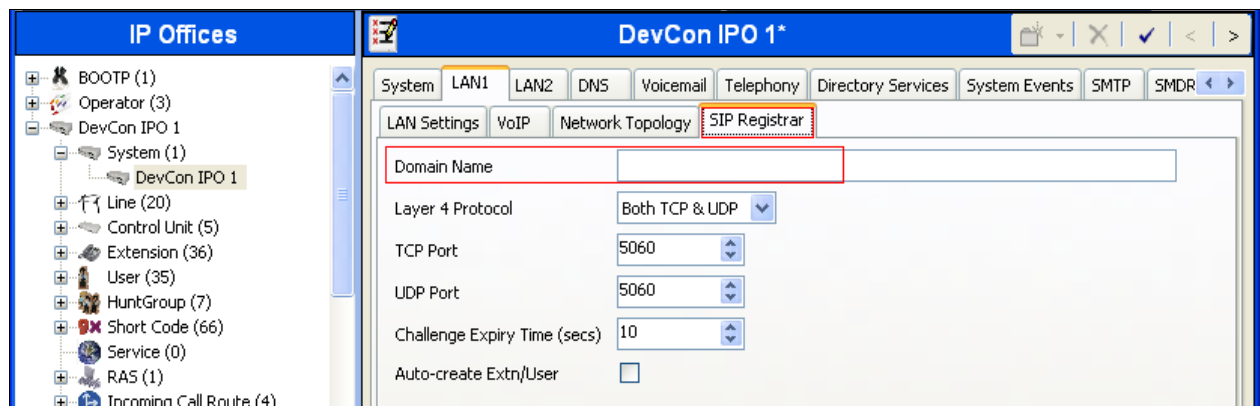 IP Offices
BOOTP (1)
Operator (3)
DevCon IPO 1
System (1)
DevCon IPO 1
Line (20)
Control Unit (5)
Extension (36)
User (35)
HuntGroup (7)
Short Code (66)
Service (0)
RAS (1)
Incoming Call Route (4)
DevCon IPO 1*
System LAN1 LAN2 DNS Voicemail Telephony Directory Services System Events SMTP SMDR
LAN Settings VoIP Network Topology SIP Registrar
Domain Name
Layer 4 Protocol Both TCP & UDP
TCP Port 5060
UDP Port 5060
Challenge Expiry Time (secs) 10
Auto-create Extn/User